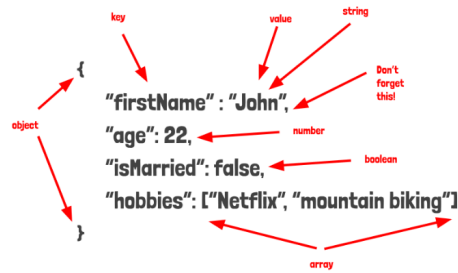 string
key
value
{
Don't
forget
this!
"firstName" : "John",
object
"age": 22,
number
"isMarried": false,
boolean
"hobbies": ["Netflix", "mountain biking"]
}
array